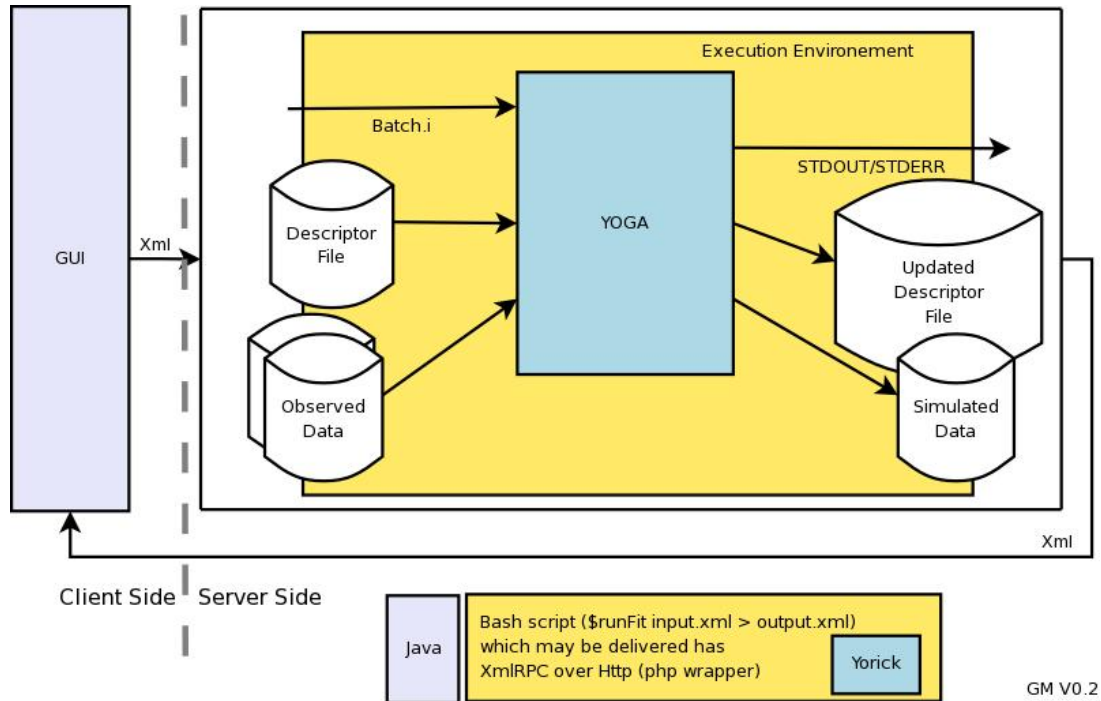 Execution Environement
Batch.i
STDOUT/STDERR
Descriptor
File
YOGA
GUI
Xml
Updated
Descriptor
File
Observed
Data
Simulated
Data
Xml
Client Side
Server Side
Java
Bash script ($runFit input.xml > output.xml)
which may be delivered has
XmlRPC over Http (php wrapper)
Yorick
GM V0.2